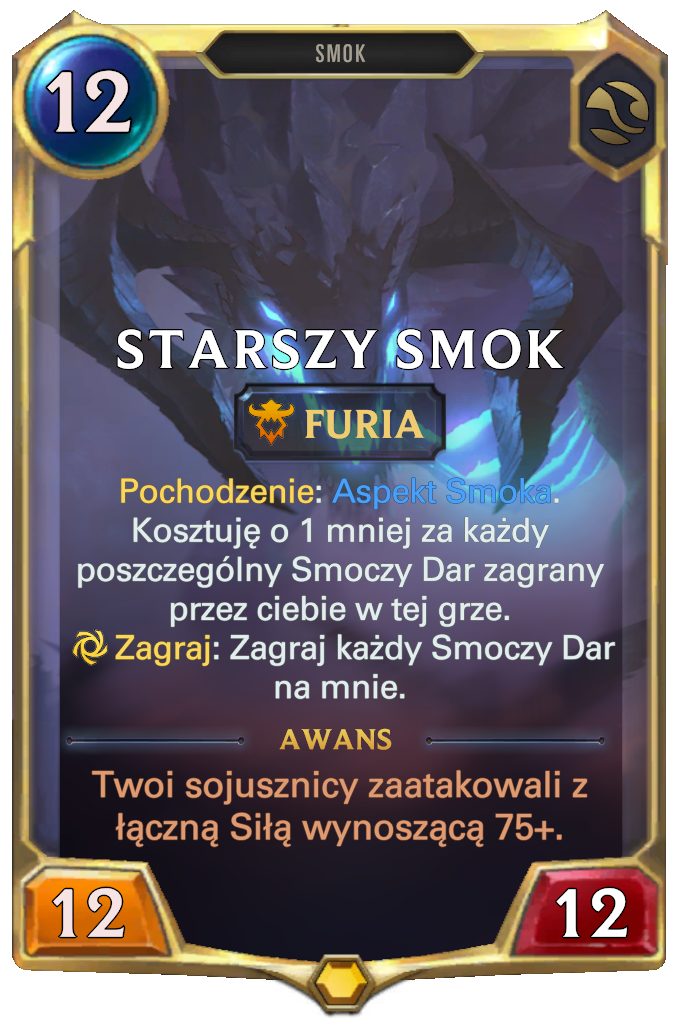 SMOK
12
STARSZY SMOK
FURIA
Pochodzenie: Aspekt Smoka.
Kosztuję o 1 mniej za każdy
poszczególny Smoczy Dar zagrany
przez ciebie w tej grze.
Zagraj: Zagraj każdy Smoczy Dar
na mnie.
AWANS
Twoi sojusznicy zaatakowali z
łączną Siłą wynoszącą 75+.
12
12